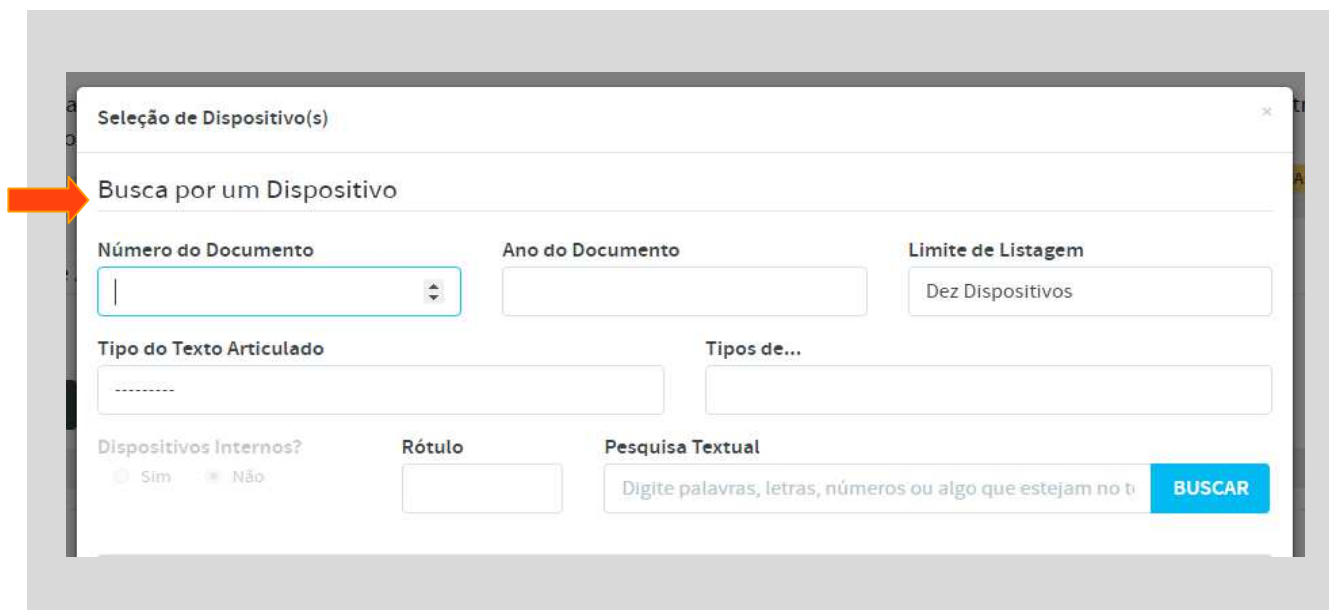 Seleção de Dispositivo(s) ×
Busca por um Dispositivo
Número do Documento Ano do Documento Limite de Listagem
Dez Dispositivos
Tipo do Texto Articulado Tipos de...
---------
Dispositivos Internos? Rótulo Pesquisa Textual
Sim Não Digite palavras, letras, números ou algo que estejam no BUSCAR